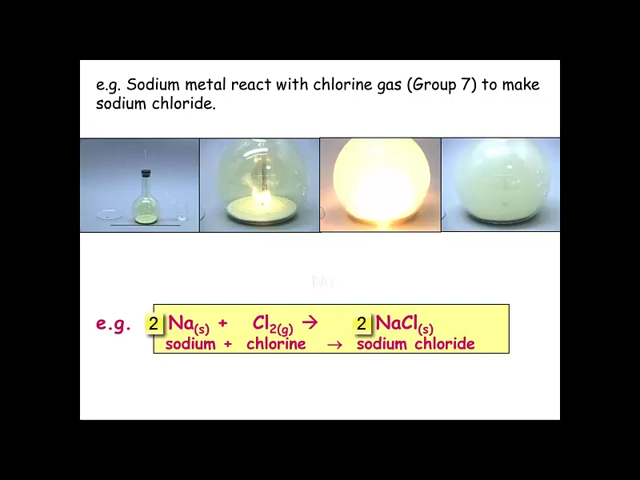 e.g. Sodium metal react with chlorine gas (Group 7) to make
sodium chloride.
e.g. 2 Na(s) + Cl2(g) → 2 NaCl(s)
sodium + chlorine → sodium chloride